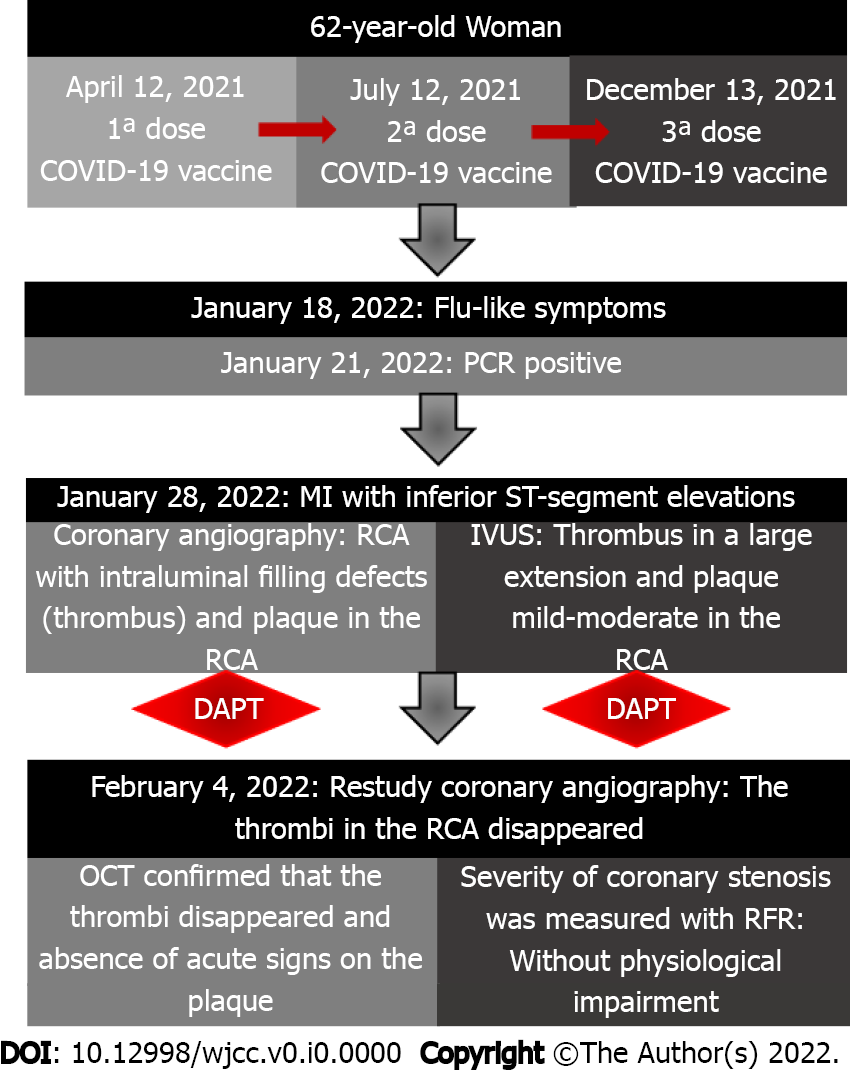 62-year-old Woman
April 12, 2021
1ª dose
COVID-19 vaccine
July 12, 2021
2ª dose
COVID-19 vaccine
December 13, 2021
3ª dose
COVID-19 vaccine
January 18, 2022: Flu-like symptoms
January 21, 2022: PCR positive
January 28, 2022: MI with inferior ST-segment elevations
Coronary angiography: RCA
with intraluminal filling defects
(thrombus) and plaque in the
RCA
IVUS: Thrombus in a large
extension and plaque
mild-moderate in the
RCA
DAPT
DAPT
February 4, 2022: Restudy coronary angiography: The
thrombi in the RCA disappeared
OCT confirmed that the
thrombi disappeared and
absence of acute signs on the
plaque
Severity of coronary stenosis
was measured with RFR:
Without physiological
impairment
DOI: 10.12998/wjcc.v0.i0.0000 Copyright ©The Author(s) 2022.